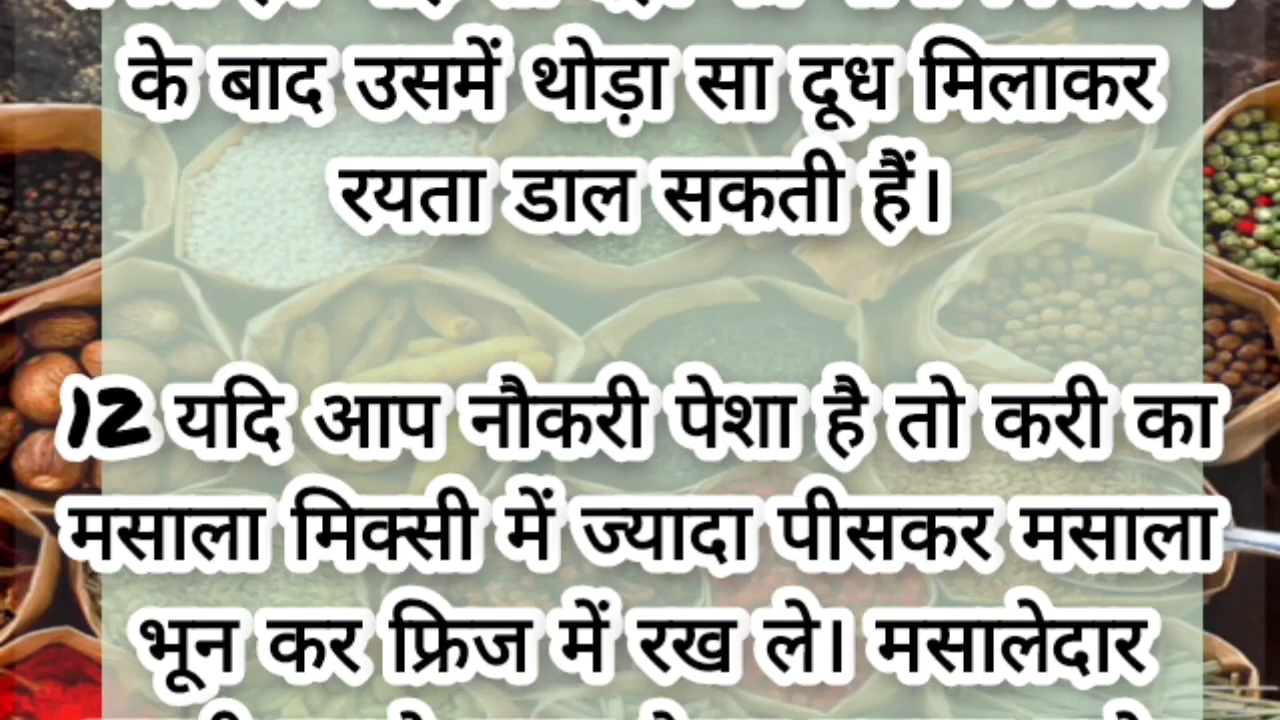 के बाद उसमें थोड़ा सा दूध मिलाकर
रयता डाल सकती हैं।
12 यदि आप नौकरी पेशा है तो करी का
मसाला मिक्सी में ज्यादा पीसकर मसाला
भून कर फ्रिज में रख ले। मसालेदार